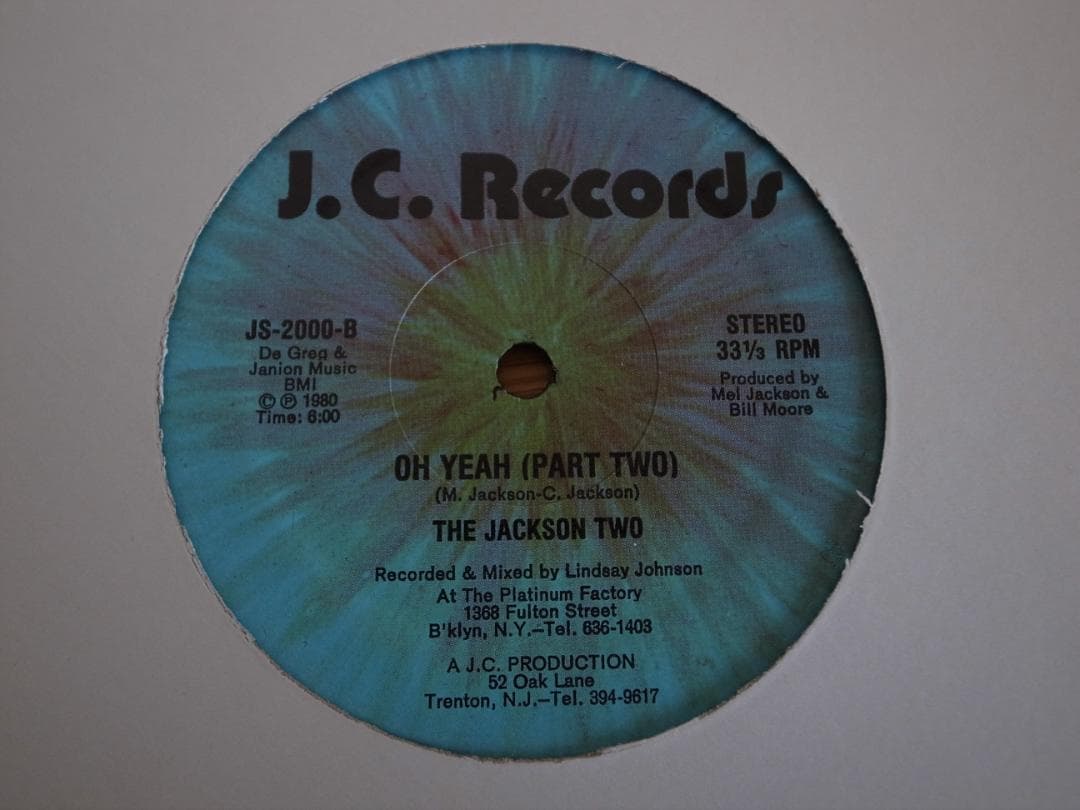 J.C. Records
JS-2000-B
De Greg &
Janion Music
BMI
© ℗ 1980
Time: 6:00
STEREO
33⅓ RPM
Produced by
Mel Jackson &
Bill Moore
OH YEAH (PART TWO)
(M. Jackson-C. Jackson)
THE JACKSON TWO
Recorded & Mixed by Lindsay Johnson
At The Platinum Factory
1368 Fulton Street
B'klyn, N.Y.—Tel. 636-1403
A J.C. PRODUCTION
52 Oak Lane
Trenton, N.J.—Tel. 394-9617